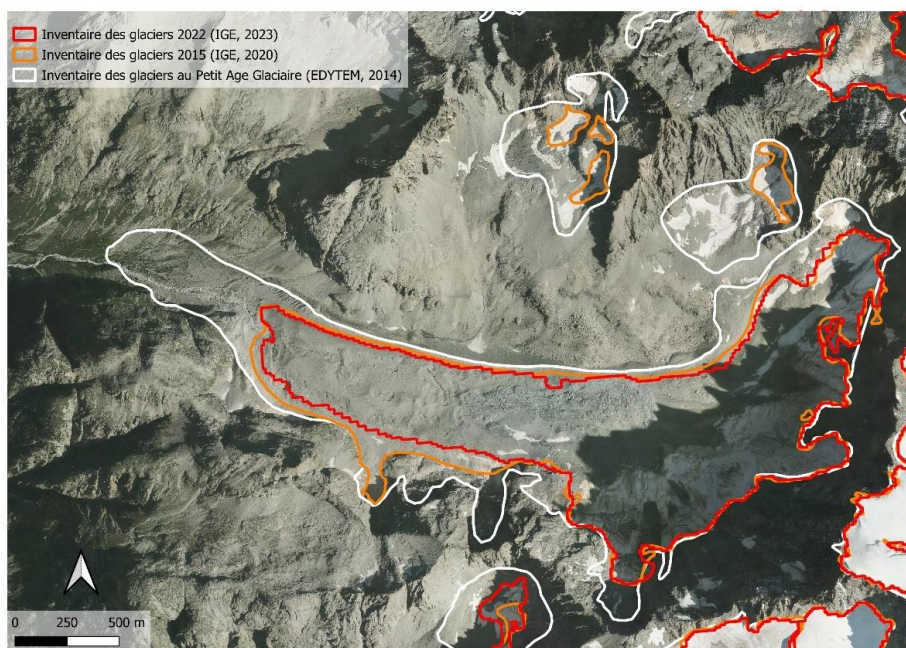 Inventaire des glaciers 2022 (IGE, 2023)
Inventaire des glaciers 2015 (IGE, 2020)
Inventaire des glaciers au Petit Age Glaciaire (EDYTEM, 2014)
0 250 500 m